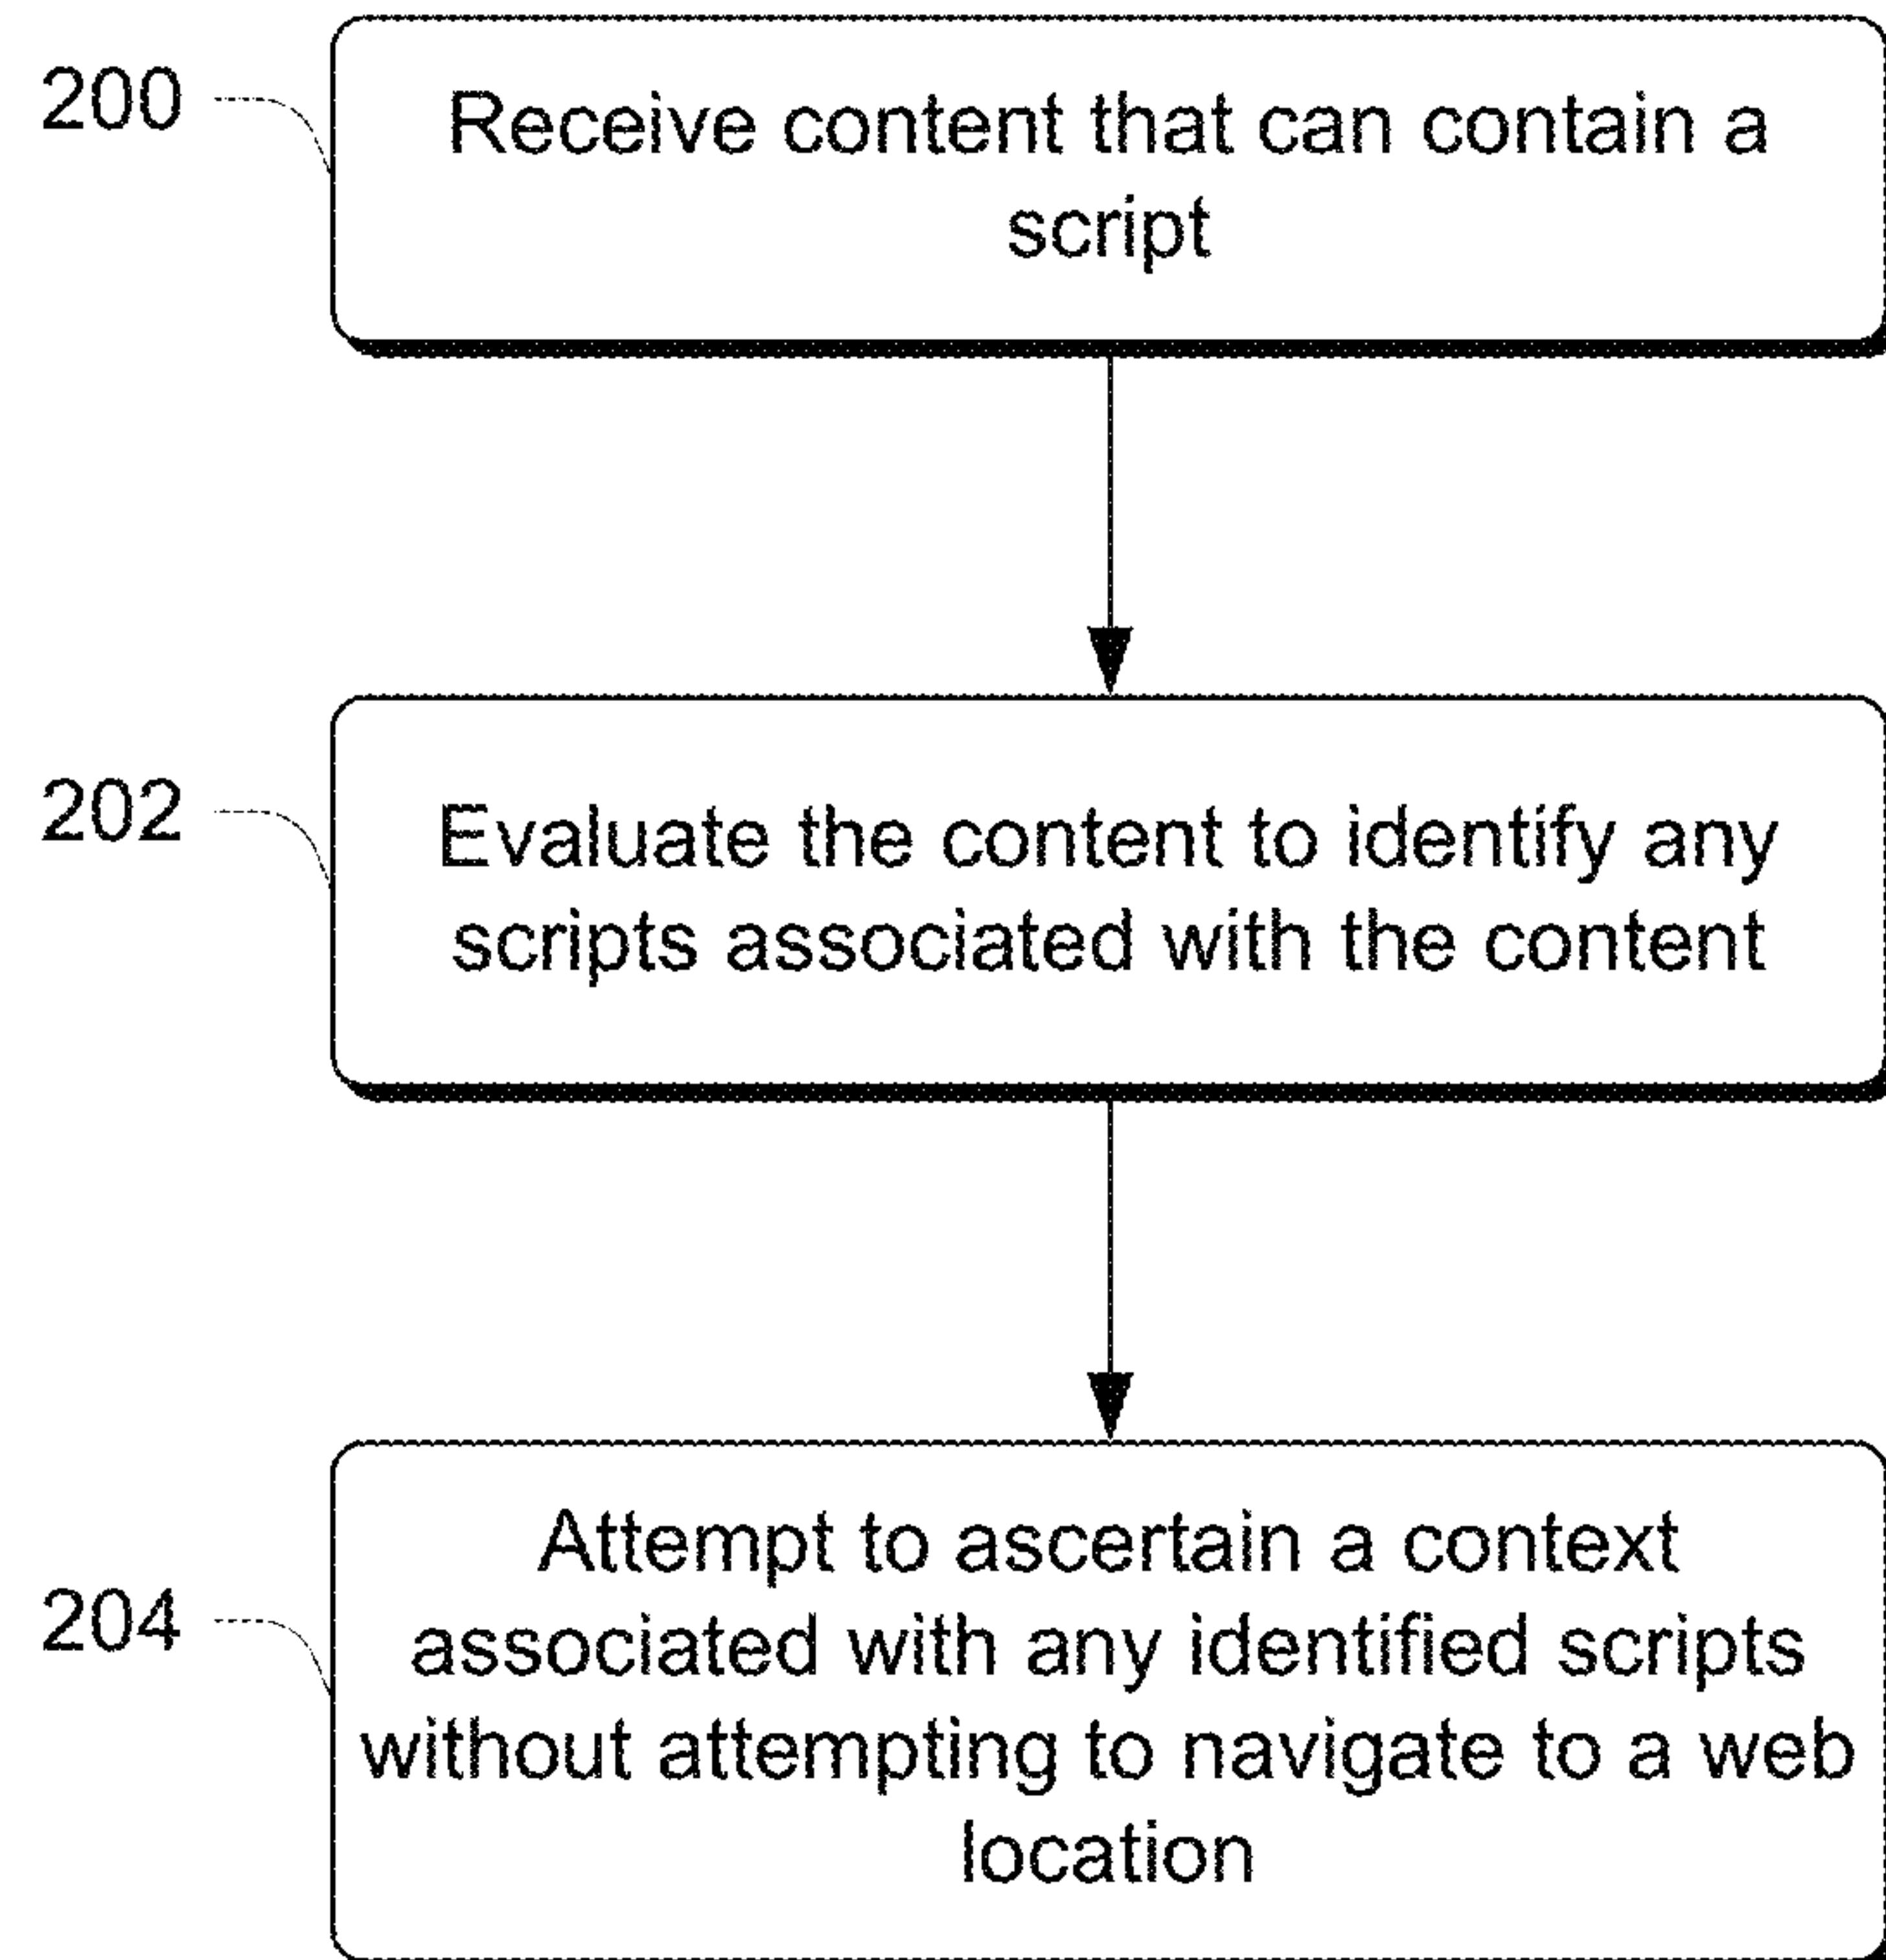 200
Receive content that can contain a
script
202
Evaluate the content to identify any
scripts associated with the content
204
Attempt to ascertain a context
associated with any identified scripts
without attempting to navigate to a web
location